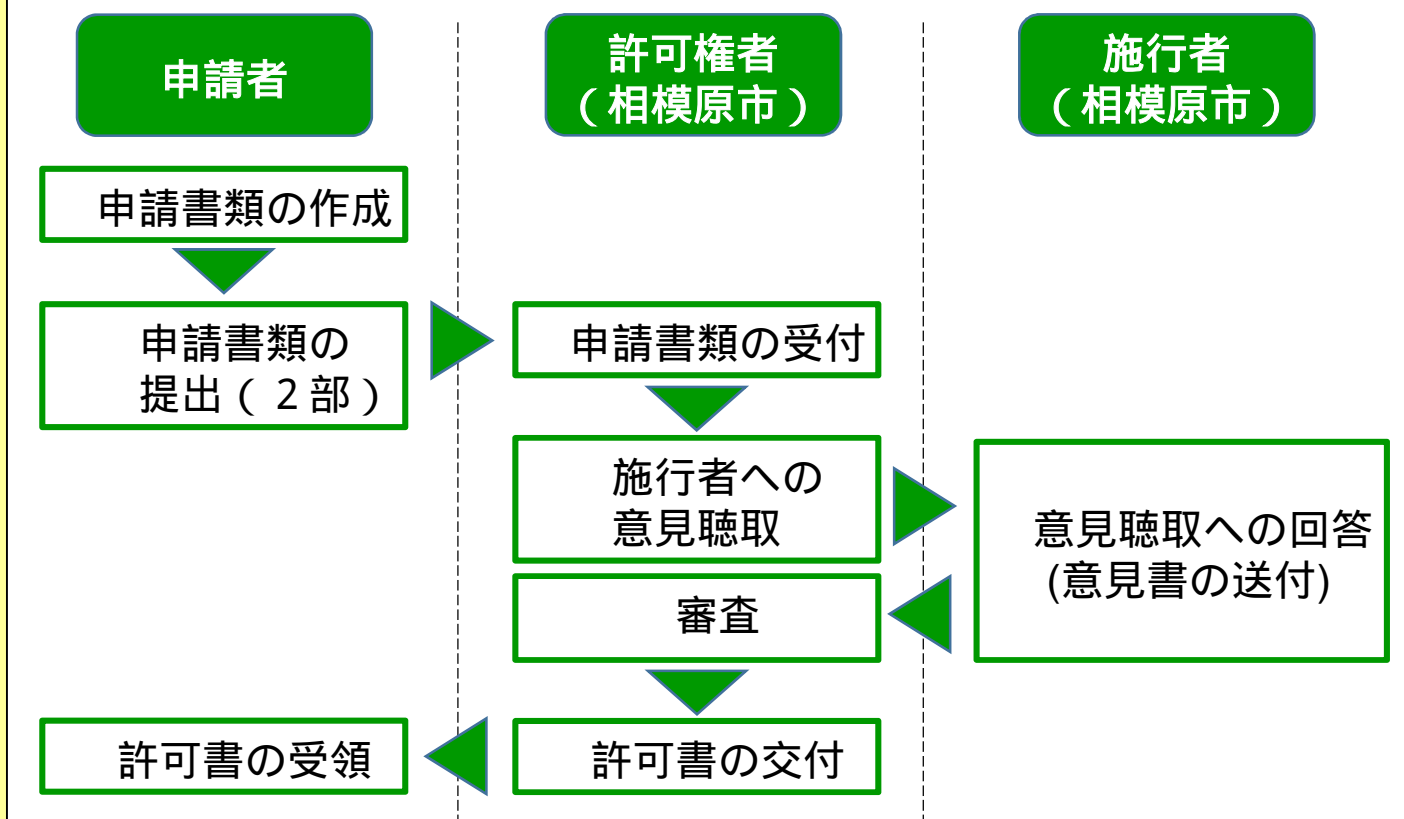 申請者
許可権者
（相模原市）
施行者
（相模原市）
申請書類の作成
申請書類の
提出（２部）
申請書類の受付
施行者への
意見聴取
意見聴取への回答
(意見書の送付)
審査
許可書の交付
許可書の受領